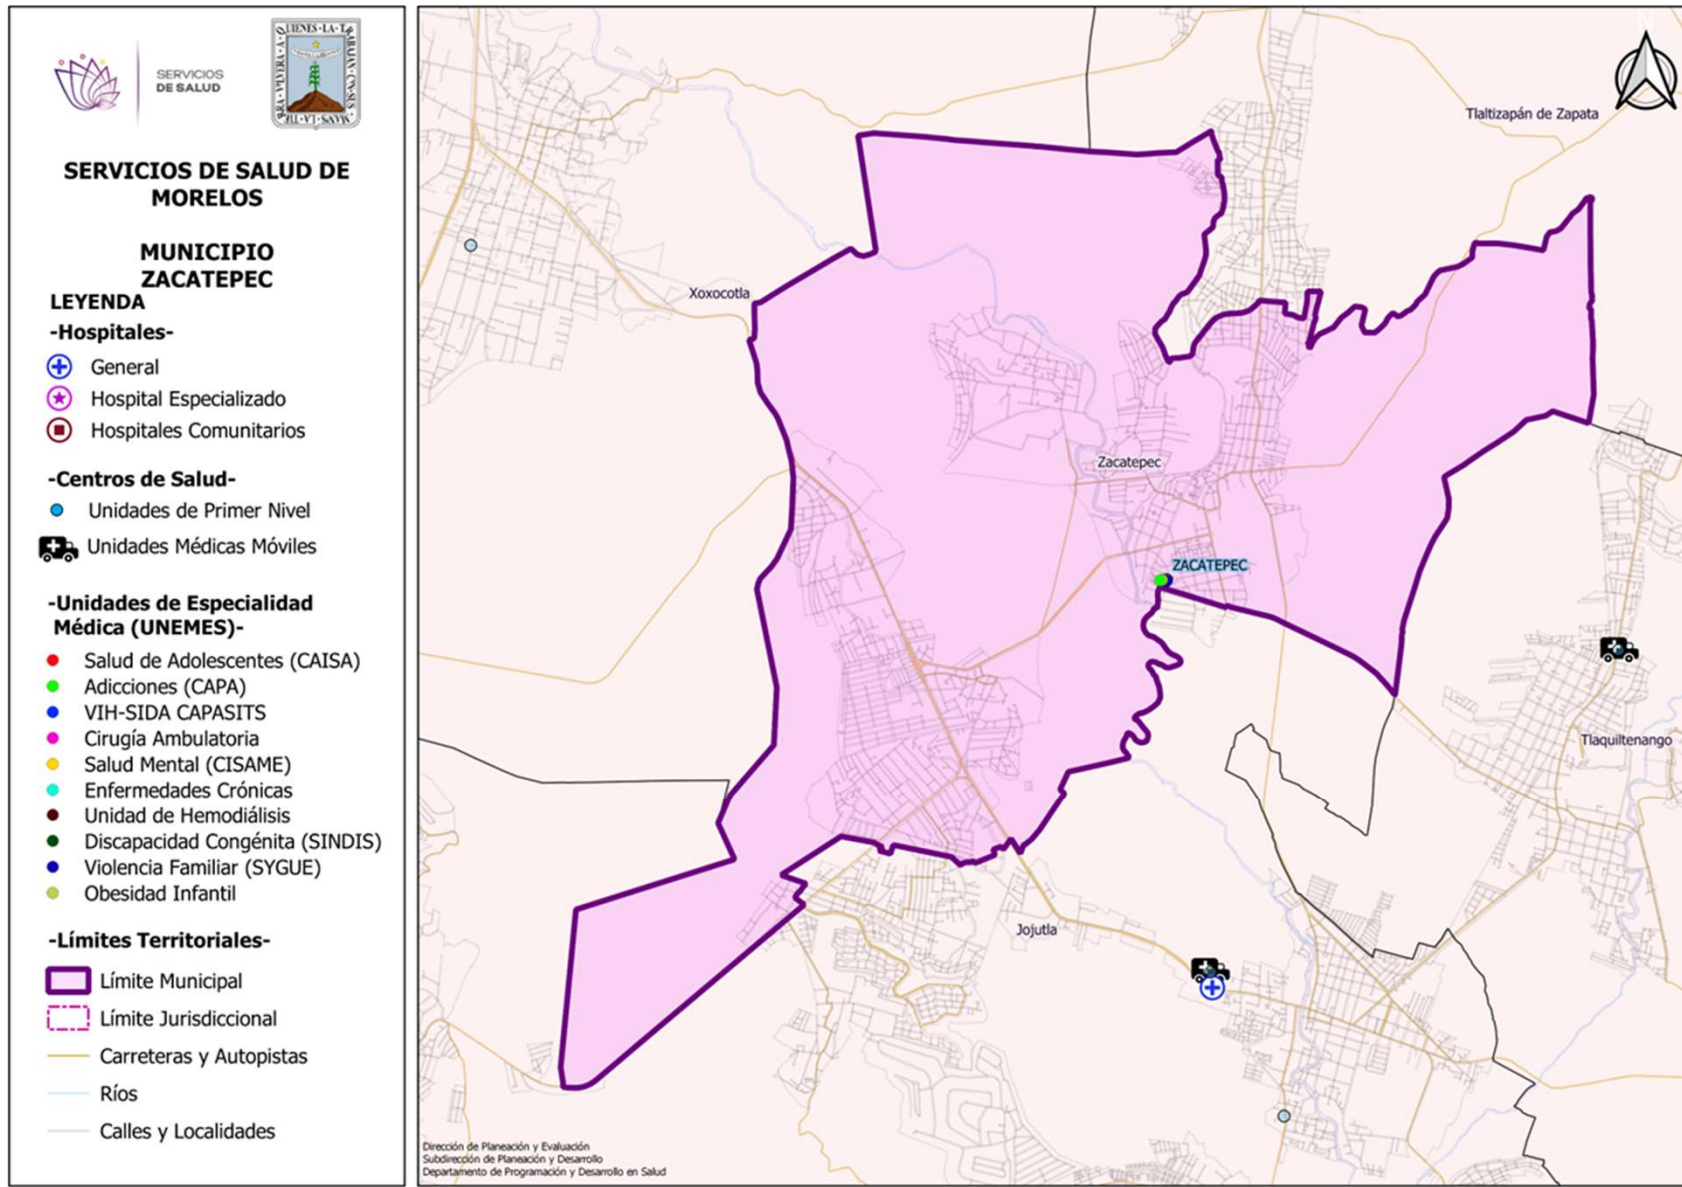 SERVICIOS
DE SALUD
SERVICIOS DE SALUD DE
MORELOS
MUNICIPIO
ZACATEPEC
LEYENDA
-Hospitales-
General
Hospital Especializado
Hospitales Comunitarios
-Centros de Salud-
Unidades de Primer Nivel
Unidades Médicas Móviles
-Unidades de Especialidad
Médica (UNEMES)-
Salud de Adolescentes (CAISA)
Adicciones (CAPA)
VIH-SIDA CAPASITS
Cirugía Ambulatoria
Salud Mental (CISAME)
Enfermedades Crónicas
Unidad de Hemodiálisis
Discapacidad Congénita (SINDIS)
Violencia Familiar (SYGUE)
Obesidad Infantil
-Límites Territoriales-
Límite Municipal
Límite Jurisdiccional
Carreteras y Autopistas
Ríos
Calles y Localidades
N
Tlaltizapán de Zapata
Xoxocotla
Zacatepec
ZACATEPEC
Tlaquiltenango
Jojutla
Dirección de Planeación y Evaluación
Subdirección de Planeación y Desarrollo
Departamento de Programación y Desarrollo en Salud